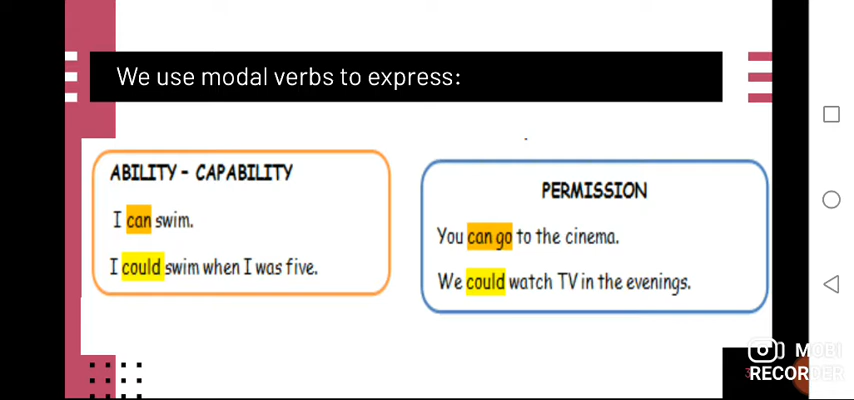 We use modal verbs to express:
ABILITY - CAPABILITY
I can swim.
I could swim when I was five.
PERMISSION
You can go to the cinema.
We could watch TV in the evenings.
MOBI
RECORDER